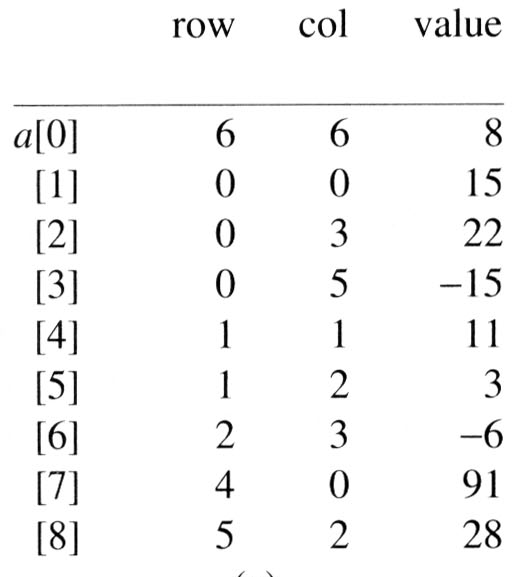 row col value
a[0] 6 6 8
[1] 0 0 15
[2] 0 3 22
[3] 0 5 –15
[4] 1 1 11
[5] 1 2 3
[6] 2 3 –6
[7] 4 0 91
[8] 5 2 28